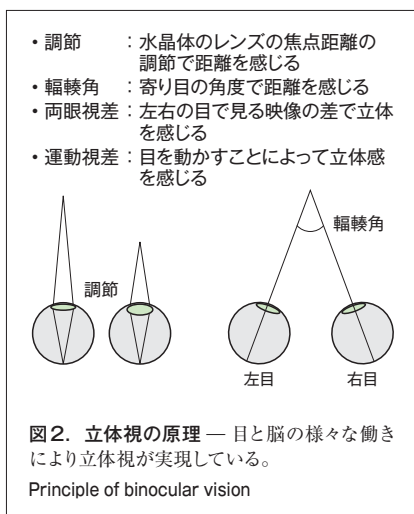 ・調節　　：水晶体のレンズの焦点距離の
調節で距離を感じる
・輻輳角　：寄り目の角度で距離を感じる
・両眼視差：左右の目で見る映像の差で立体
を感じる
・運動視差：目を動かすことによって立体感
を感じる
輻輳角
調節
左目　右目
図2．立体視の原理 — 目と脳の様々な働き
により立体視が実現している。
Principle of binocular vision